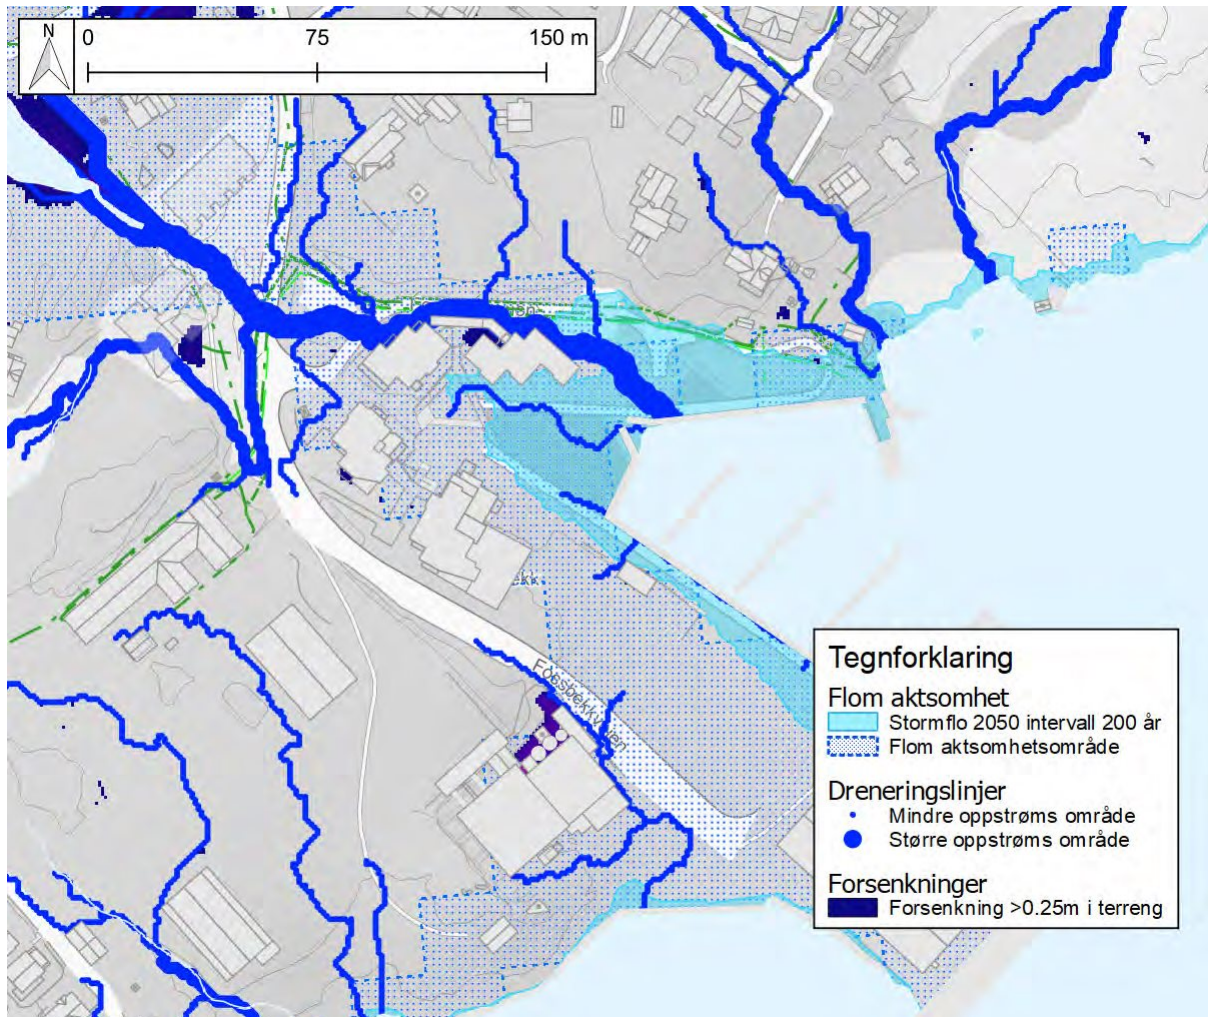 N
0 75 150 m
Fossbekkveien
Tegnforklaring
Flom aktsomhet
Stormflo 2050 intervall 200 år
Flom aktsomhetsområde
Dreneringslinjer
Mindre oppstrøms område
Større oppstrøms område
Forsenkninger
Forsenkning >0.25m i terreng